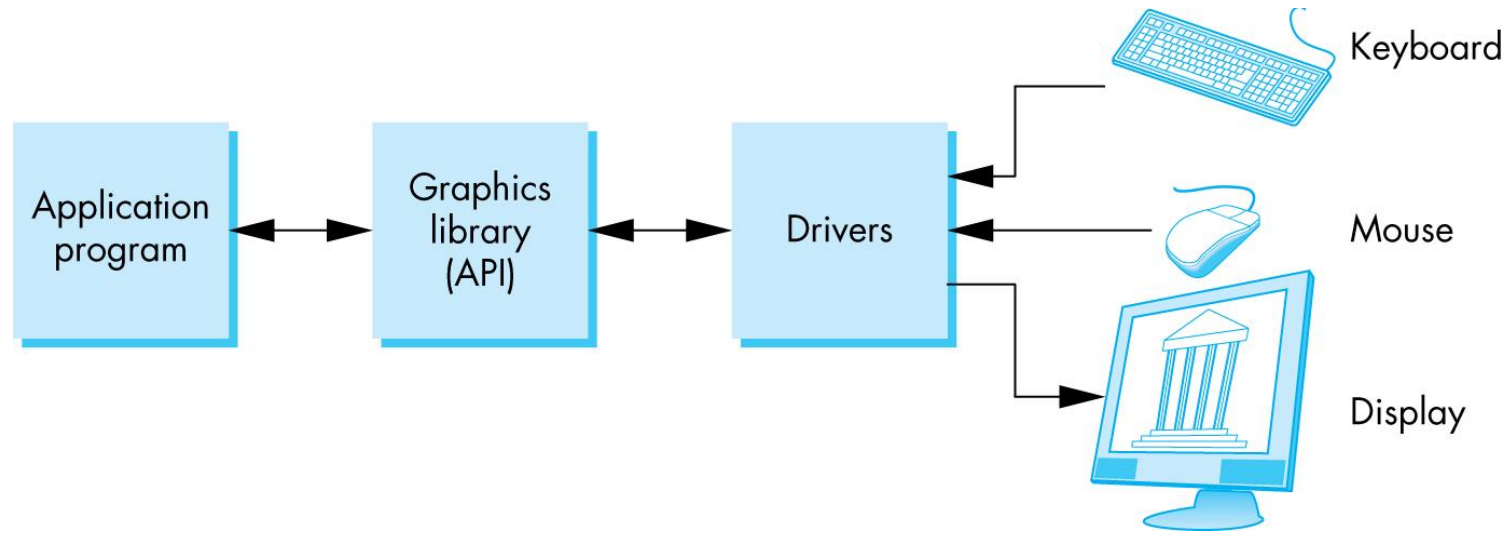 Keyboard
Application
program
Graphics
library
(API)
Drivers
Mouse
Display